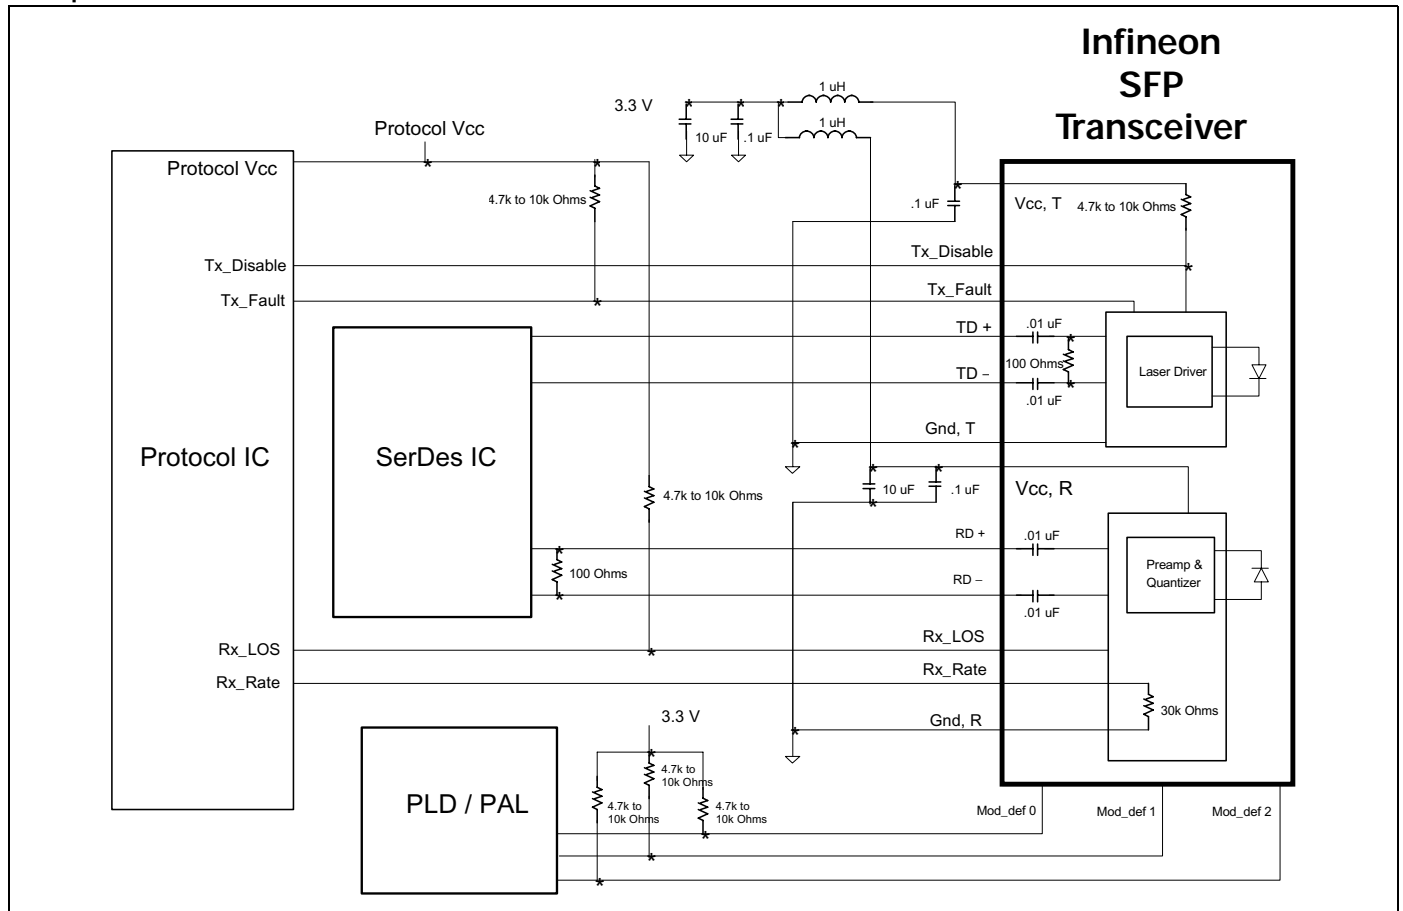 Infineon
SFP
Transceiver
1 uH
3.3 V
1 uH
10 uF
.1 uF
Protocol Vcc
Protocol Vcc
4.7k to 10k Ohms
.1 uF
Vcc, T
4.7k to 10k Ohms
Tx_Disable
Tx_Disable
Tx_Fault
Tx_Fault
TD +
.01 uF
100 Ohms
Laser Driver
TD –
.01 uF
Gnd, T
Protocol IC
SerDes IC
4.7k to 10k Ohms
10 uF
.1 uF
Vcc, R
RD +
.01 uF
100 Ohms
Preamp &
Quantizer
RD –
.01 uF
Rx_LOS
Rx_LOS
Rx_Rate
Rx_Rate
30k Ohms
3.3 V
Gnd, R
4.7k to
10k Ohms
PLD / PAL
4.7k to
10k Ohms
4.7k to
10k Ohms
Mod_def 0
Mod_def 1
Mod_def 2